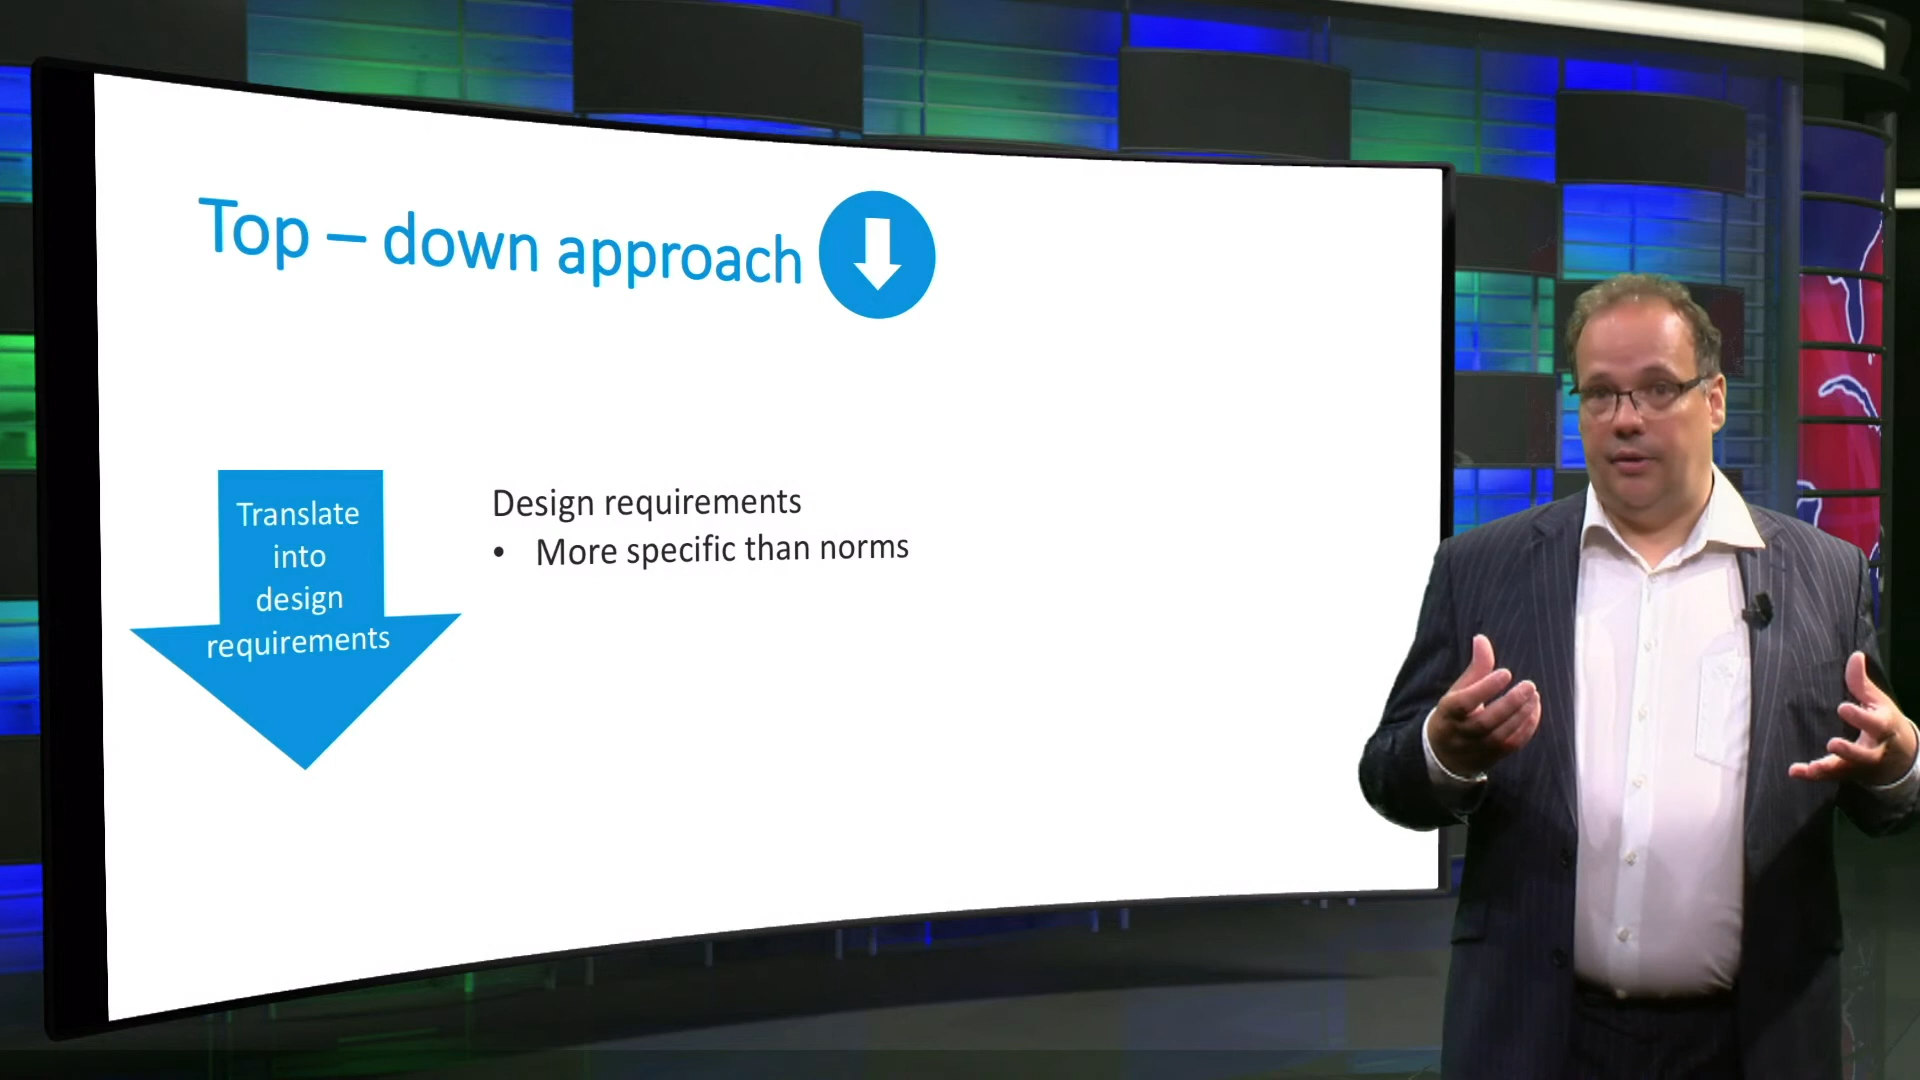 Top – down approach
Translate
into
design
requirements
Design requirements
• More specific than norms